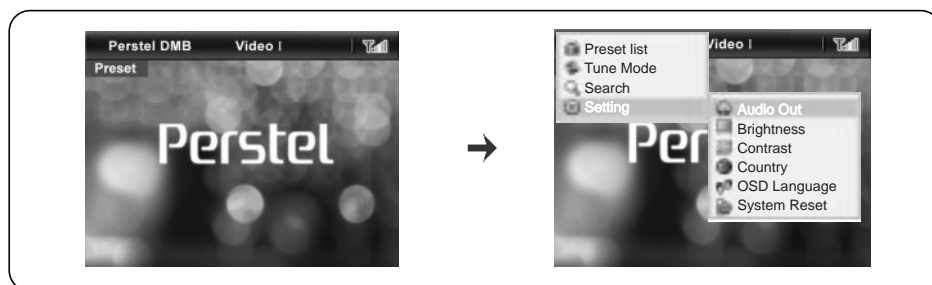 Perstel DMB Video I
Preset
Perstel
→
Video I
Preset list
Tune Mode
Search
Setting
Audio Out
Brightness
Contrast
Country
OSD Language
System Reset
Per